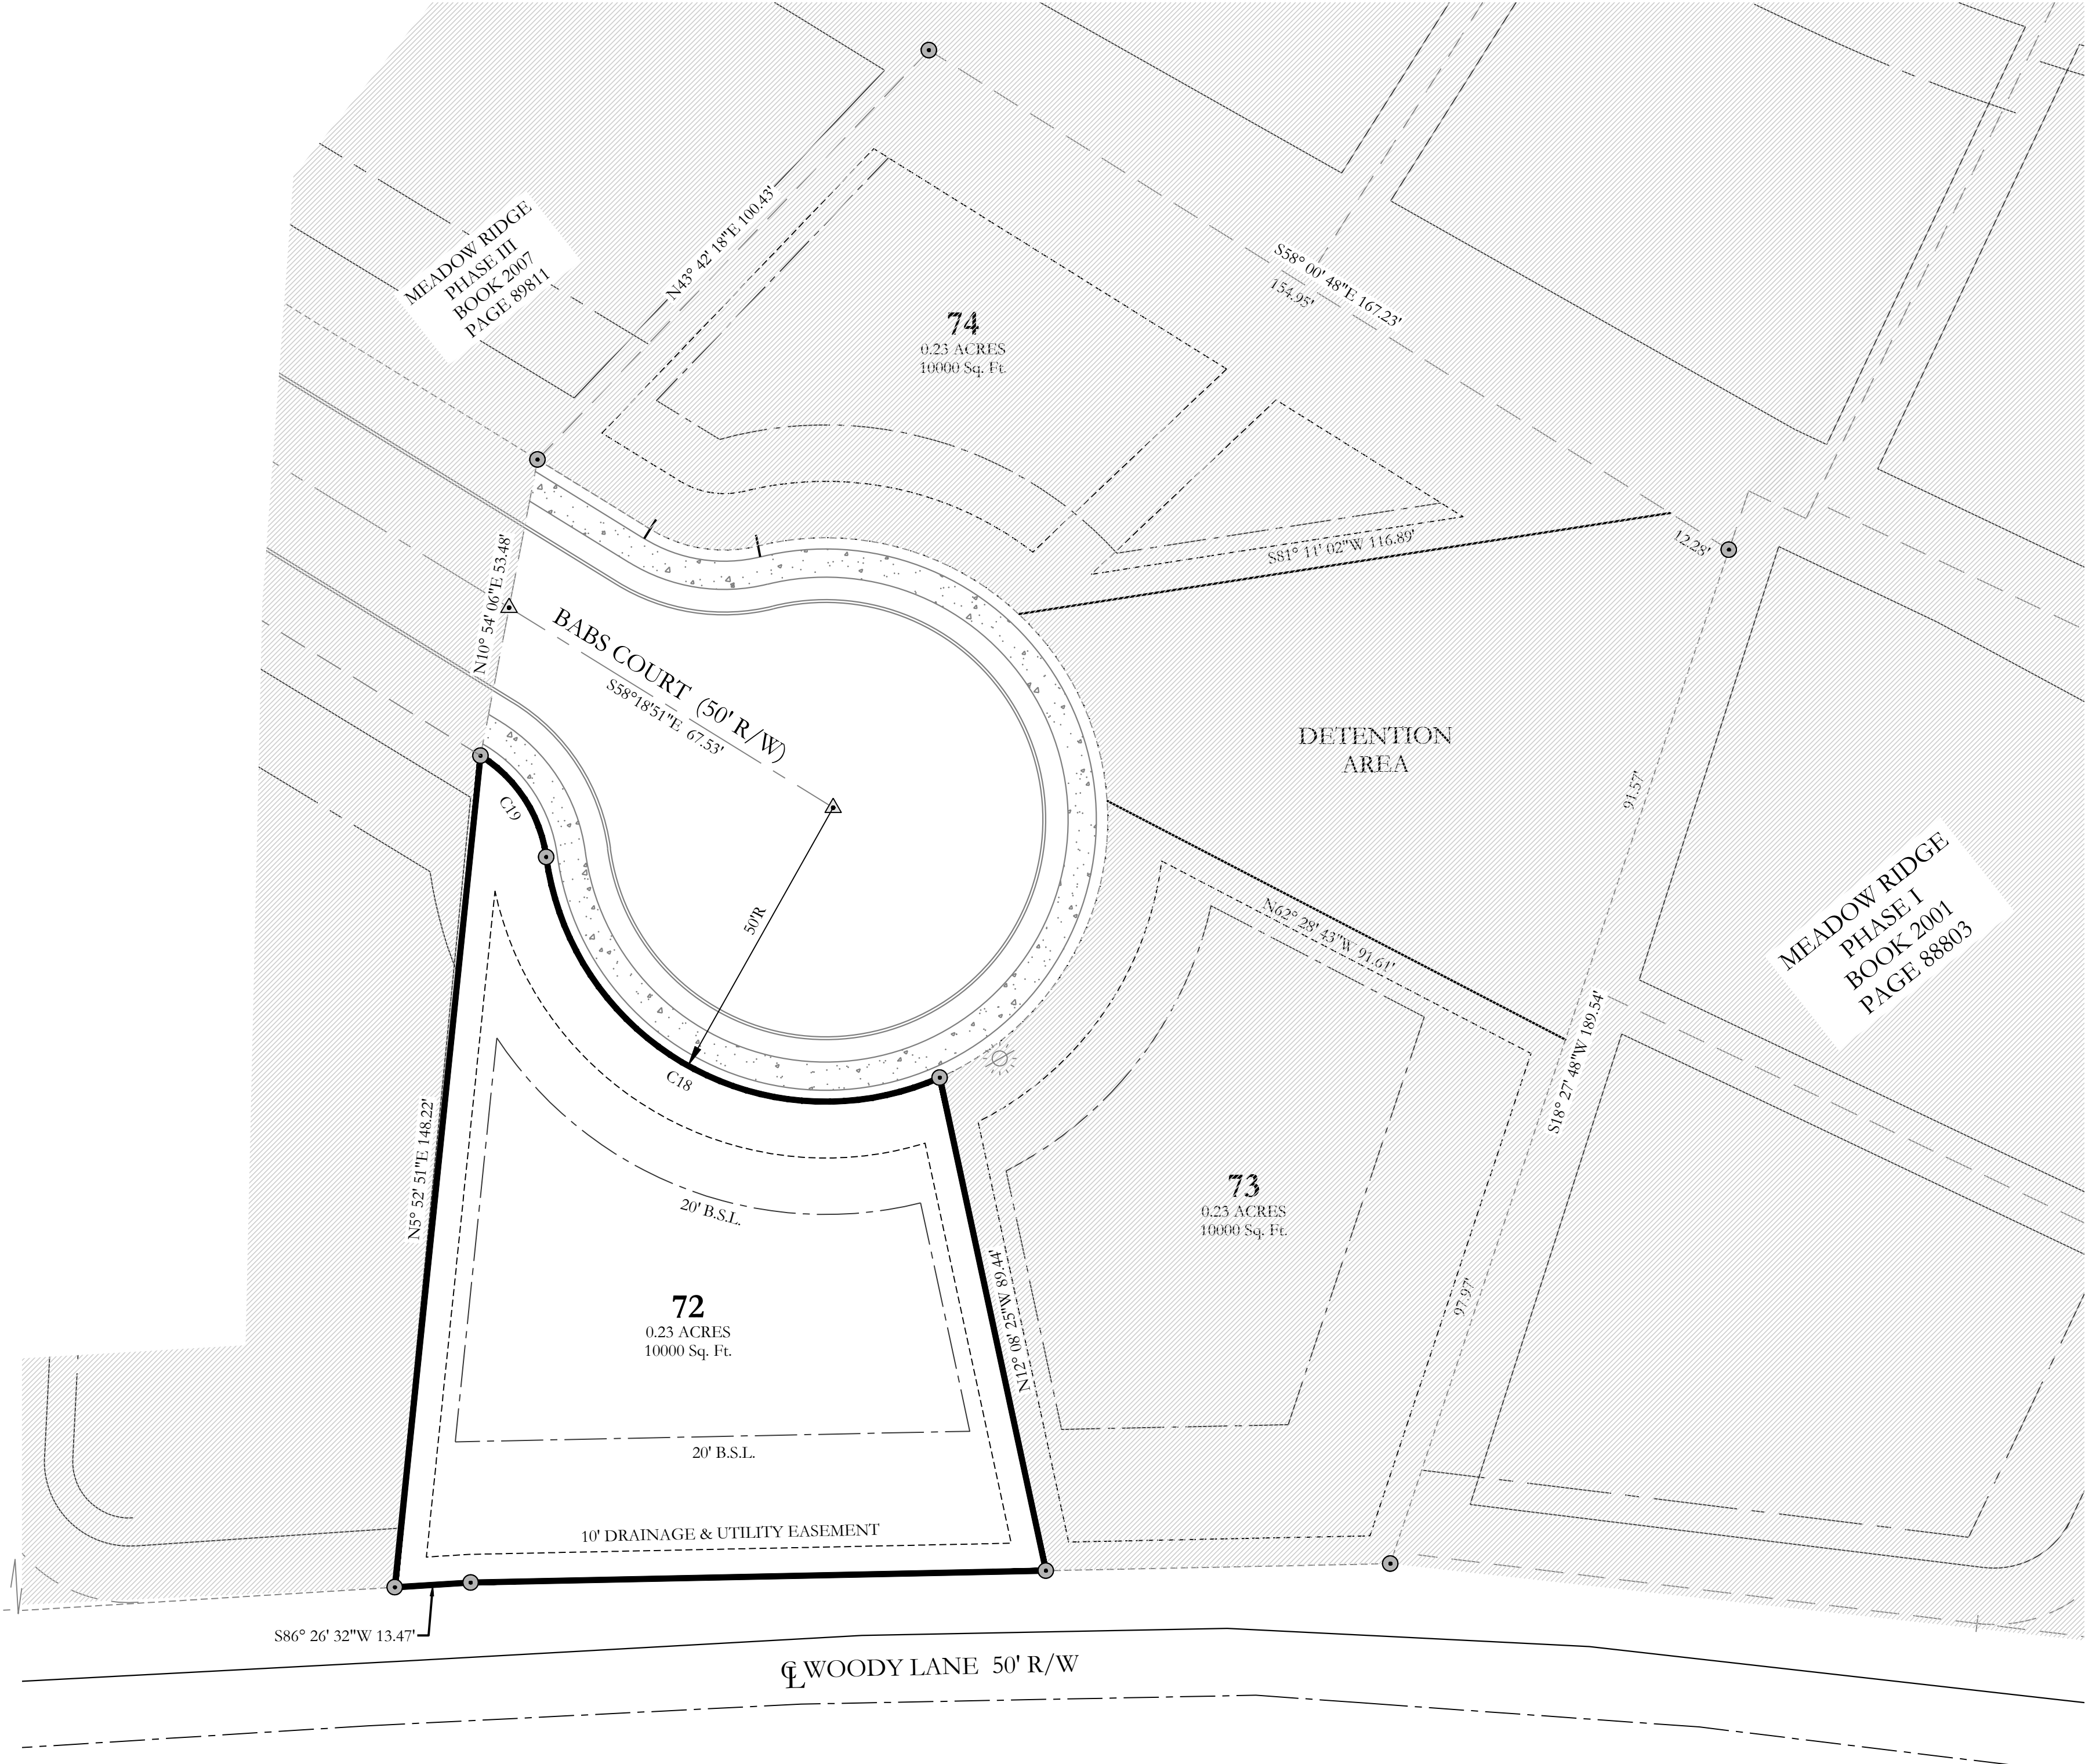 MEADOW RIDGE
PHASE III
BOOK 2007
PAGE 89811
N43° 42' 18"E 100.43'
S58° 00' 48"E 167.23'
154.95'
74
0.23 ACRES
10000 Sq. Ft.
12.28'
S81° 11' 02"W 116.89'
N10° 54' 06"E 53.48'
BABS COURT (50' R/W)
S58°18'51"E 67.53'
DETENTION
AREA
91.57'
C19
50'R
N62° 28' 43"W 91.61'
MEADOW RIDGE
PHASE I
BOOK 2001
PAGE 88803
S18° 27' 48"W 189.54'
C18
N5° 52' 51"E 148.22'
20' B.S.L.
73
0.23 ACRES
10000 Sq. Ft.
N12° 08' 25"W 89.44'
97.97'
72
0.23 ACRES
10000 Sq. Ft.
20' B.S.L.
10' DRAINAGE & UTILITY EASEMENT
S86° 26' 32"W 13.47'
℄ WOODY LANE 50' R/W